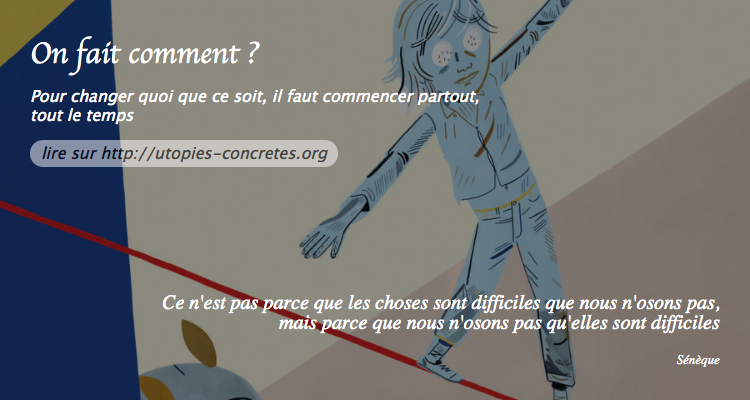 On fait comment ?
Pour changer quoi que ce soit, il faut commencer partout,
tout le temps
lire sur http://utopies-concretes.org
Ce n'est pas parce que les choses sont difficiles que nous n'osons pas,
mais parce que nous n'osons pas qu'elles sont difficiles
Sénèque